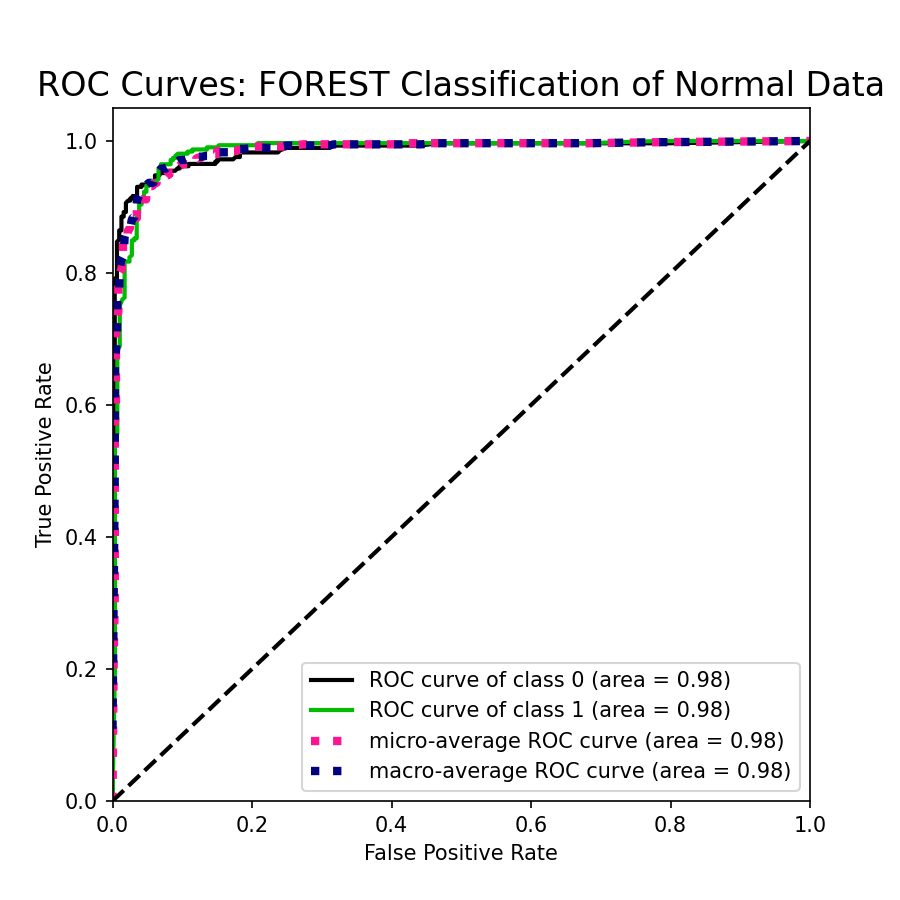 ROC Curves: FOREST Classification of Normal Data
1.0
0.8
0.6
0.4
0.2
0.0
True Positive Rate
ROC curve of class 0 (area = 0.98)
ROC curve of class 1 (area = 0.98)
micro-average ROC curve (area = 0.98)
macro-average ROC curve (area = 0.98)
0.0 0.2 0.4 0.6 0.8 1.0
False Positive Rate